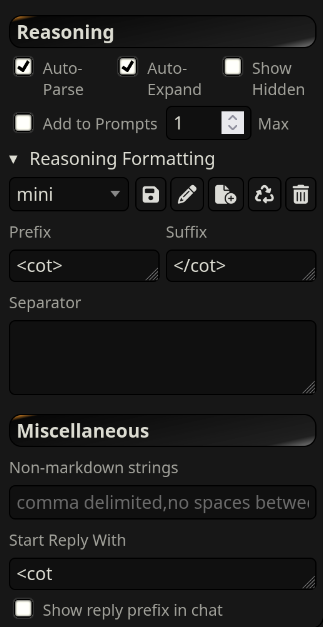 Reasoning
Auto-Parse
Auto-Expand
Show Hidden
Add to Prompts 1 Max
Reasoning Formatting
mini
Prefix Suffix
<cot> </cot>
Separator
Miscellaneous
Non-markdown strings
comma delimited,no spaces betwe
Start Reply With
<cot
Show reply prefix in chat